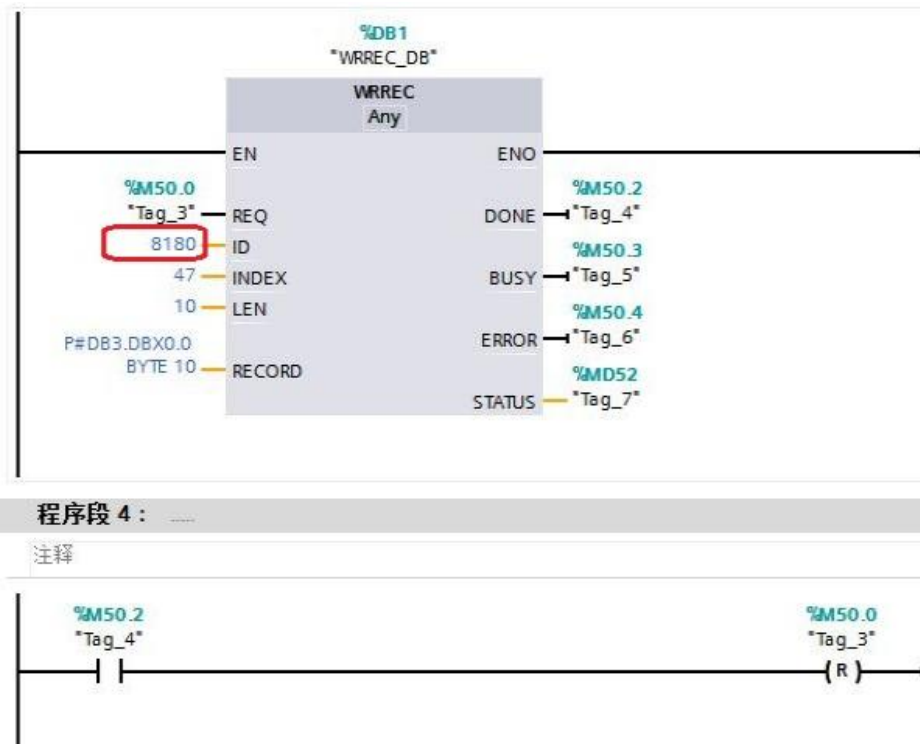 %DB1
"WRREC_DB"
WRREC
Any
EN ENO
%M50.0 %M50.2
"Tag_3" REQ DONE "Tag_4"
8180 ID %M50.3
47 INDEX BUSY "Tag_5"
10 LEN %M50.4
P#DB3.DBX0.0 ERROR "Tag_6"
BYTE 10 RECORD %MD52
STATUS "Tag_7"
程序段 4： .....
注释
%M50.2 %M50.0
"Tag_4" "Tag_3"
R